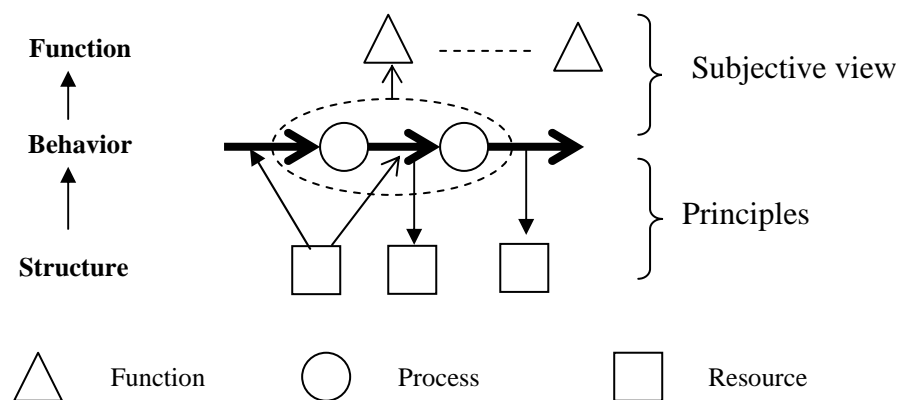 Function
Subjective view
Behavior
Principles
Structure
Function Process Resource